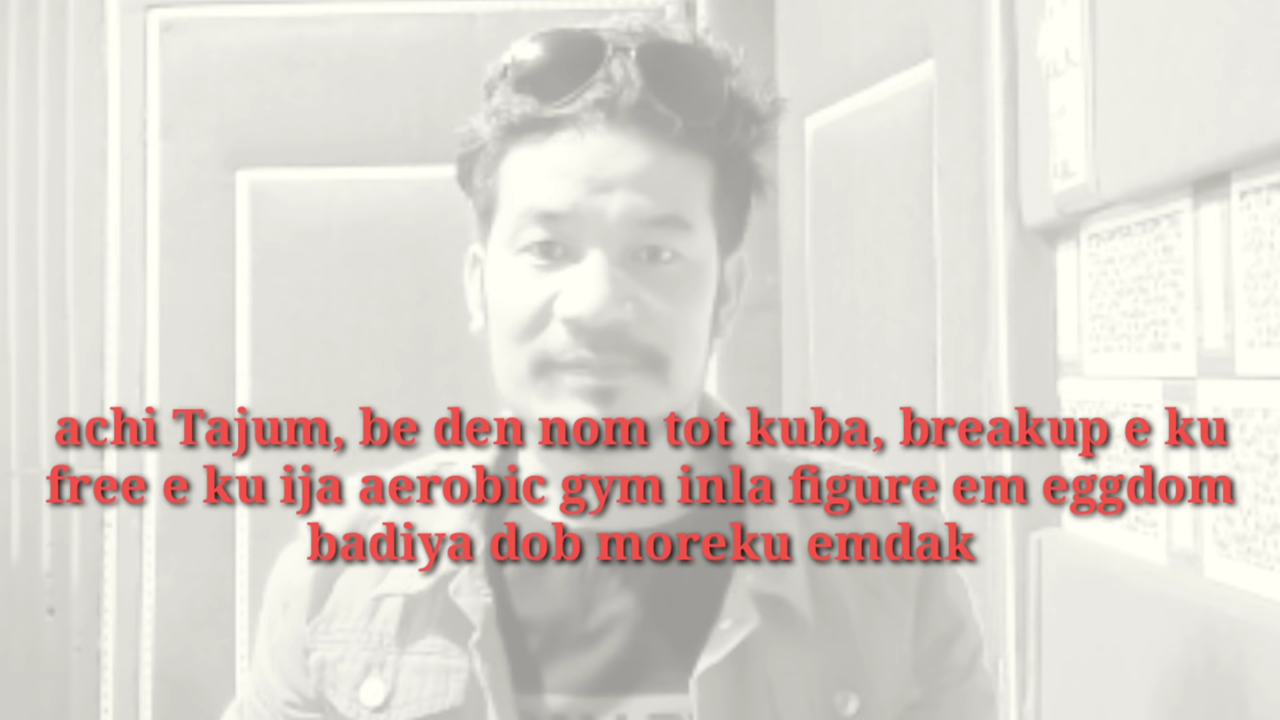 achi Tajum, be den nom tot kuba, breakup e ku
free e ku ija aerobic gym inla figure em eggdom
badiya dob moreku emdak